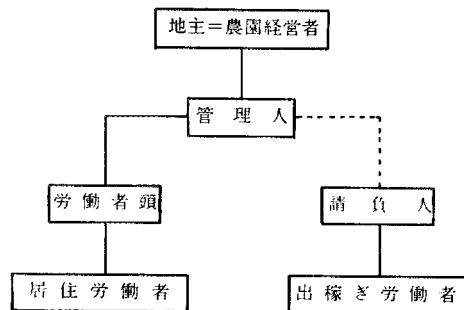 地主＝農園経営者
管理人
労働者頭
請負人
居住労働者
出稼ぎ労働者